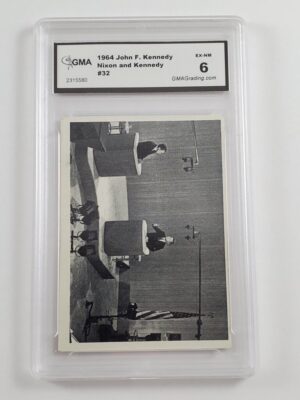 GMA
2315580
1964 John F. Kennedy
Nixon and Kennedy
#32
EX-NM
6
GMAGrading.com